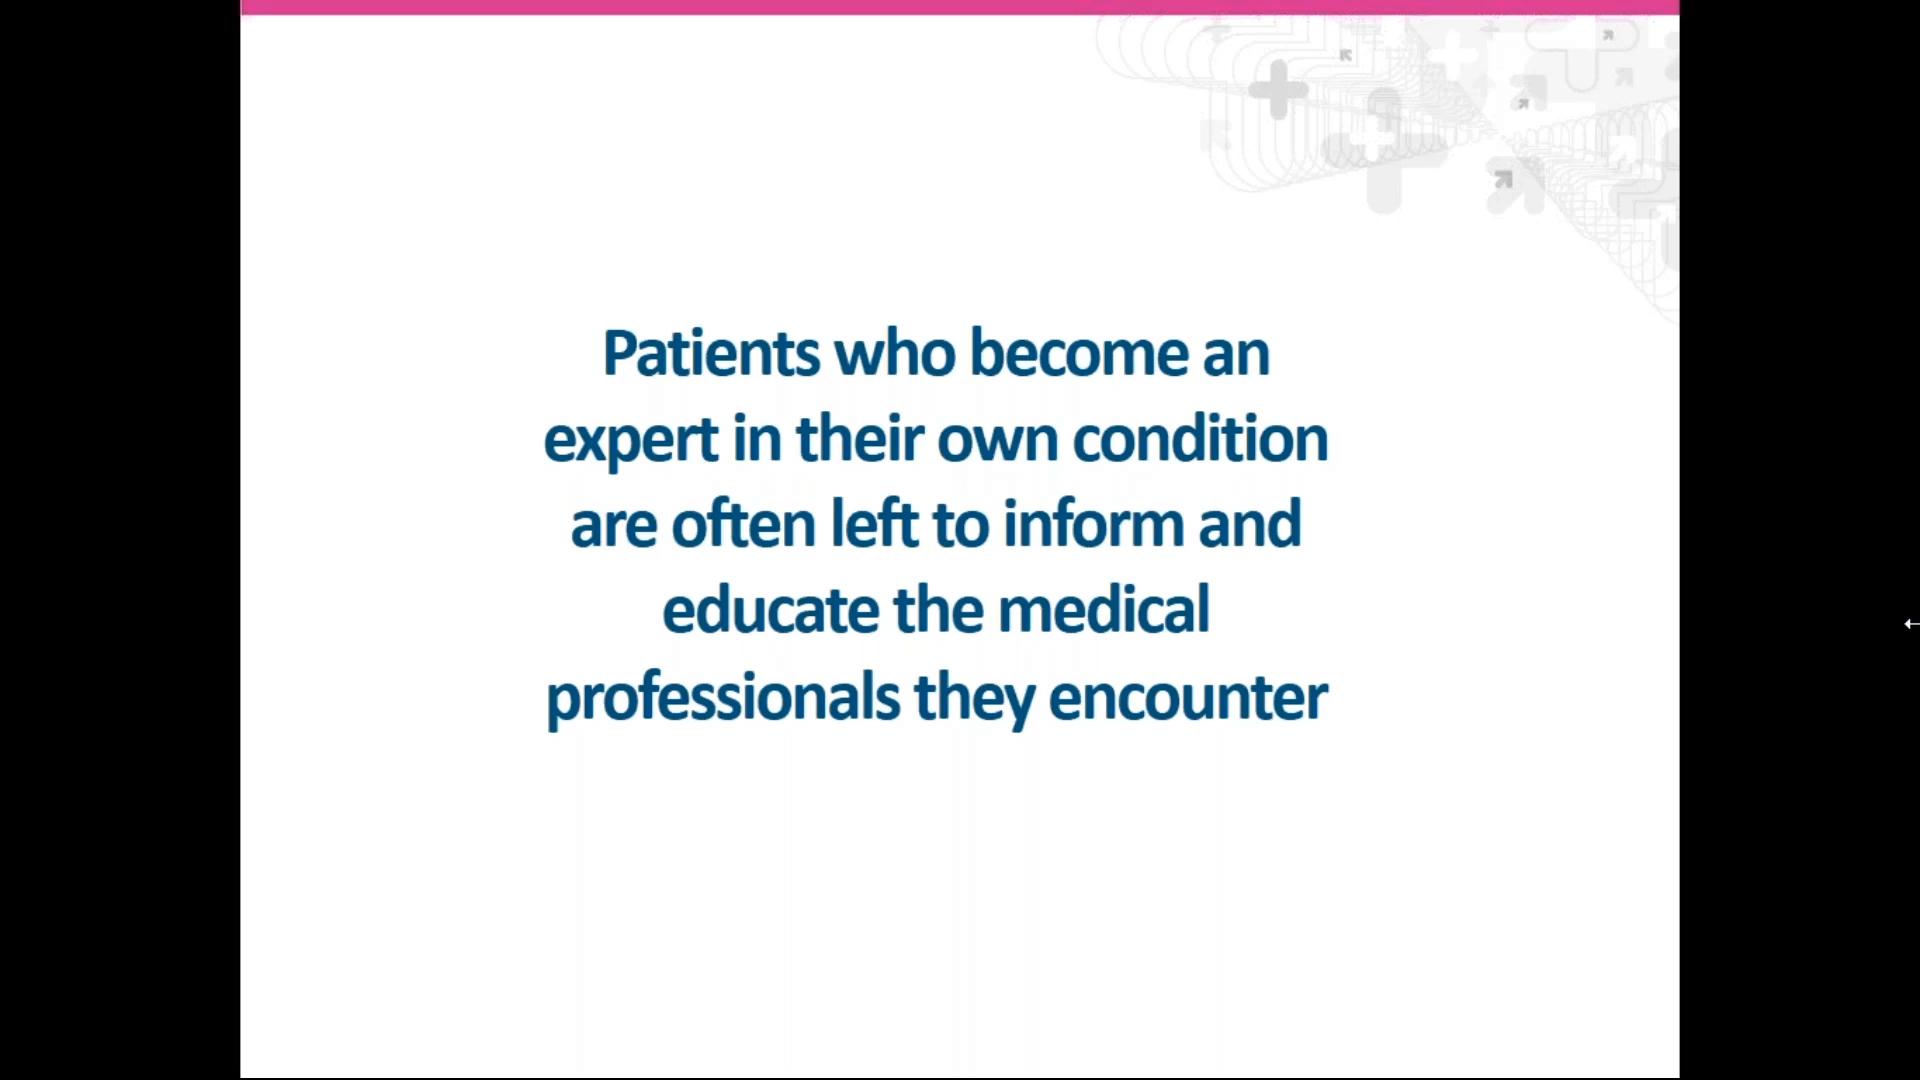 Patients who become an
expert in their own condition
are often left to inform and
educate the medical
professionals they encounter